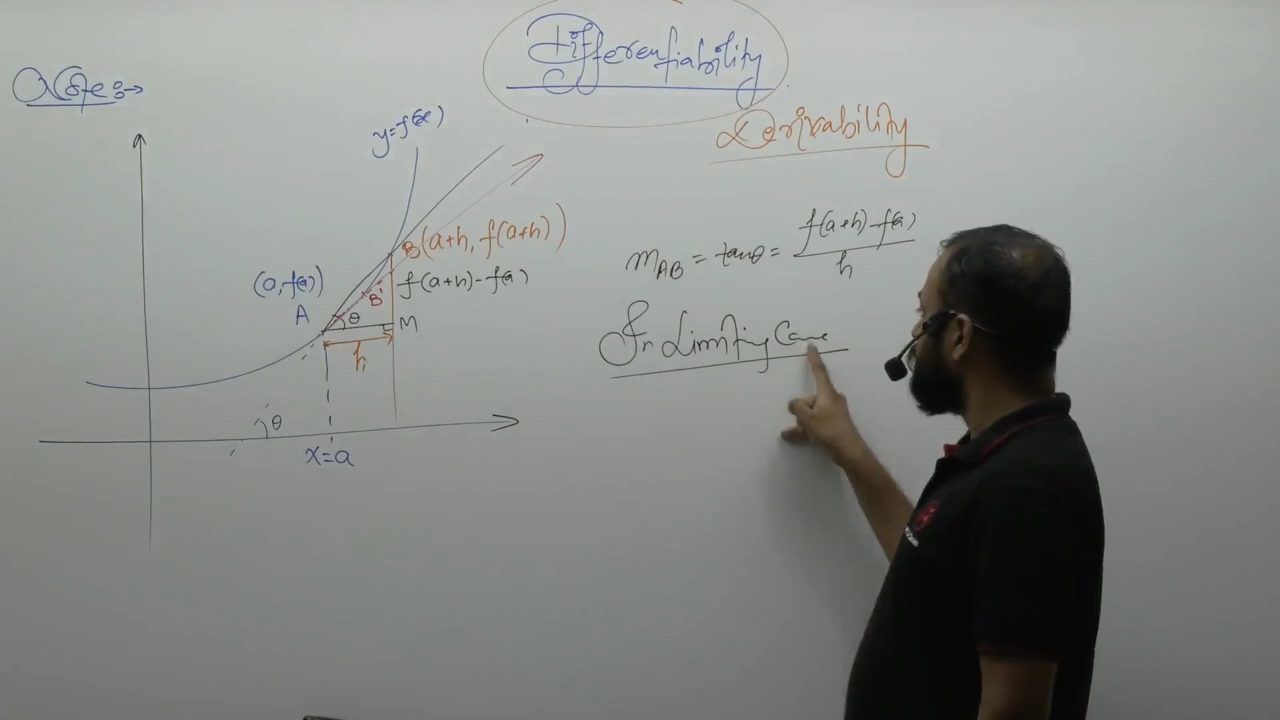 Differentiability
Note:→
Derivability
y=f(x)
B(a+h, f(a+h))
m_AB = tanθ = f(a+h)-f(a) / h
(a, f(a))
f(a+h)-f(a)
B'
A
θ
M
In Limiting Case
h
θ
x=a